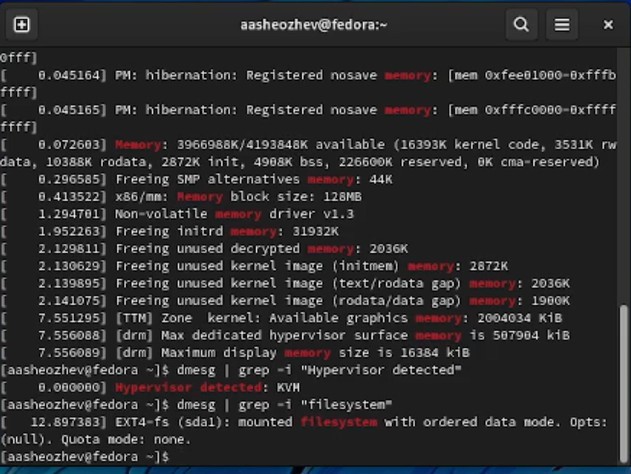 aasheozhev@fedora:~
0fff]
[    0.045164] PM: hibernation: Registered nosave memory: [mem 0xfee01000-0xfffb
ffff]
[    0.045165] PM: hibernation: Registered nosave memory: [mem 0xfffc0000-0xffff
ffff]
[    0.072603] Memory: 3966988K/4193848K available (16393K kernel code, 3531K rw
data, 10388K rodata, 2872K init, 4908K bss, 226600K reserved, 0K cma-reserved)
[    0.296585] Freeing SMP alternatives memory: 44K
[    0.413522] x86/mm: Memory block size: 128MB
[    1.294701] Non-volatile memory driver v1.3
[    1.952263] Freeing initrd memory: 31932K
[    2.129811] Freeing unused decrypted memory: 2036K
[    2.130629] Freeing unused kernel image (initmem) memory: 2872K
[    2.139895] Freeing unused kernel image (text/rodata gap) memory: 2036K
[    2.141075] Freeing unused kernel image (rodata/data gap) memory: 1900K
[    7.551295] [TTM] Zone  kernel: Available graphics memory: 2004034 KiB
[    7.556088] [drm] Max dedicated hypervisor surface memory is 507904 kiB
[    7.556089] [drm] Maximum display memory size is 16384 kiB
[aasheozhev@fedora ~]$ dmesg | grep -i "Hypervisor detected"
[    0.000000] Hypervisor detected: KVM
[aasheozhev@fedora ~]$ dmesg | grep -i "filesystem"
[   12.897383] EXT4-fs (sda1): mounted filesystem with ordered data mode. Opts:
(null). Quota mode: none.
[aasheozhev@fedora ~]$